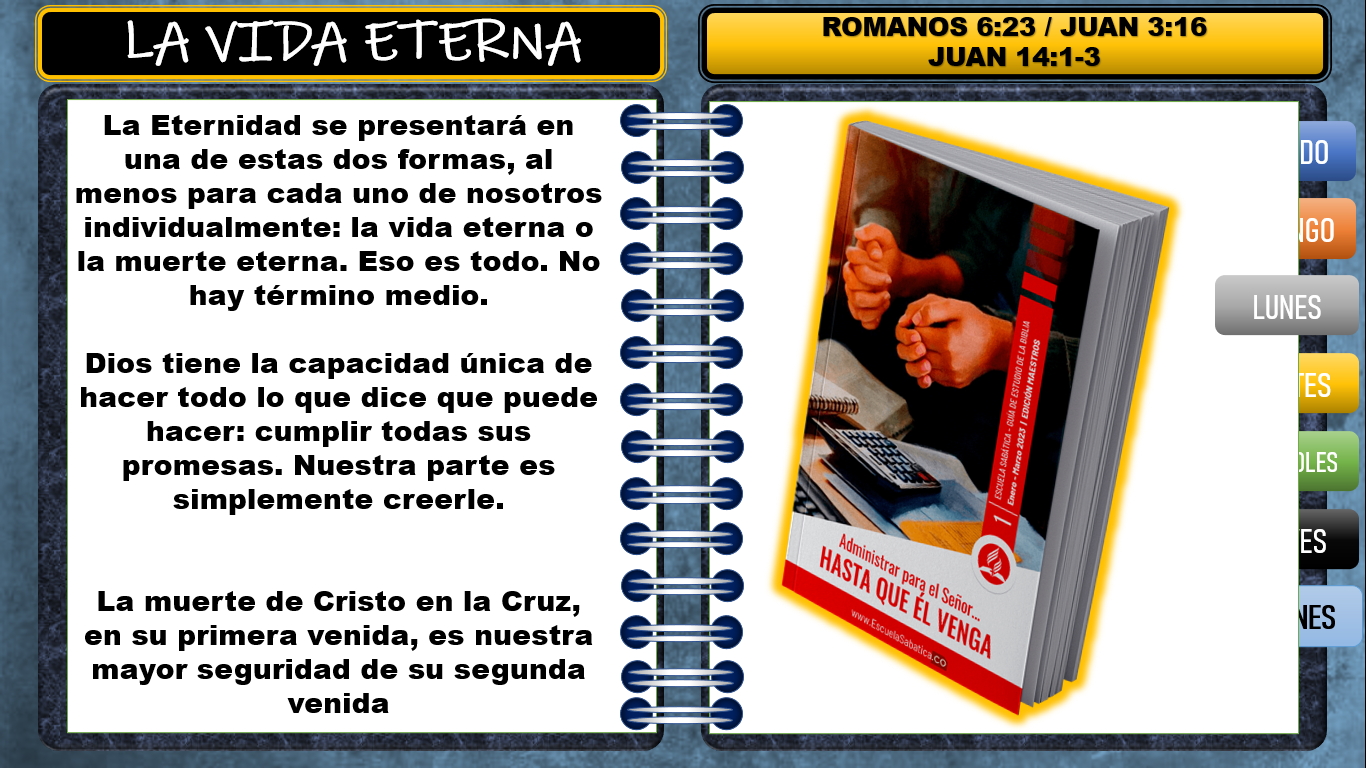 LA VIDA ETERNA
ROMANOS 6:23 / JUAN 3:16
JUAN 14:1-3
La Eternidad se presentará en
una de estas dos formas, al
menos para cada uno de nosotros
individualmente: la vida eterna o
la muerte eterna. Eso es todo. No
hay término medio.
Dios tiene la capacidad única de
hacer todo lo que dice que puede
hacer: cumplir todas sus
promesas. Nuestra parte es
simplemente creerle.
La muerte de Cristo en la Cruz,
en su primera venida, es nuestra
mayor seguridad de su segunda
venida
1
ESCUELA SABÁTICA - GUÍA DE ESTUDIO DE LA BIBLIA
Enero - Marzo 2023 | EDICIÓN MAESTROS
Administrar para el Señor...
HASTA QUE ÉL VENGA
www.EscuelaSabatica.co
DO
NGO
LUNES
TES
OLES
ES
NES